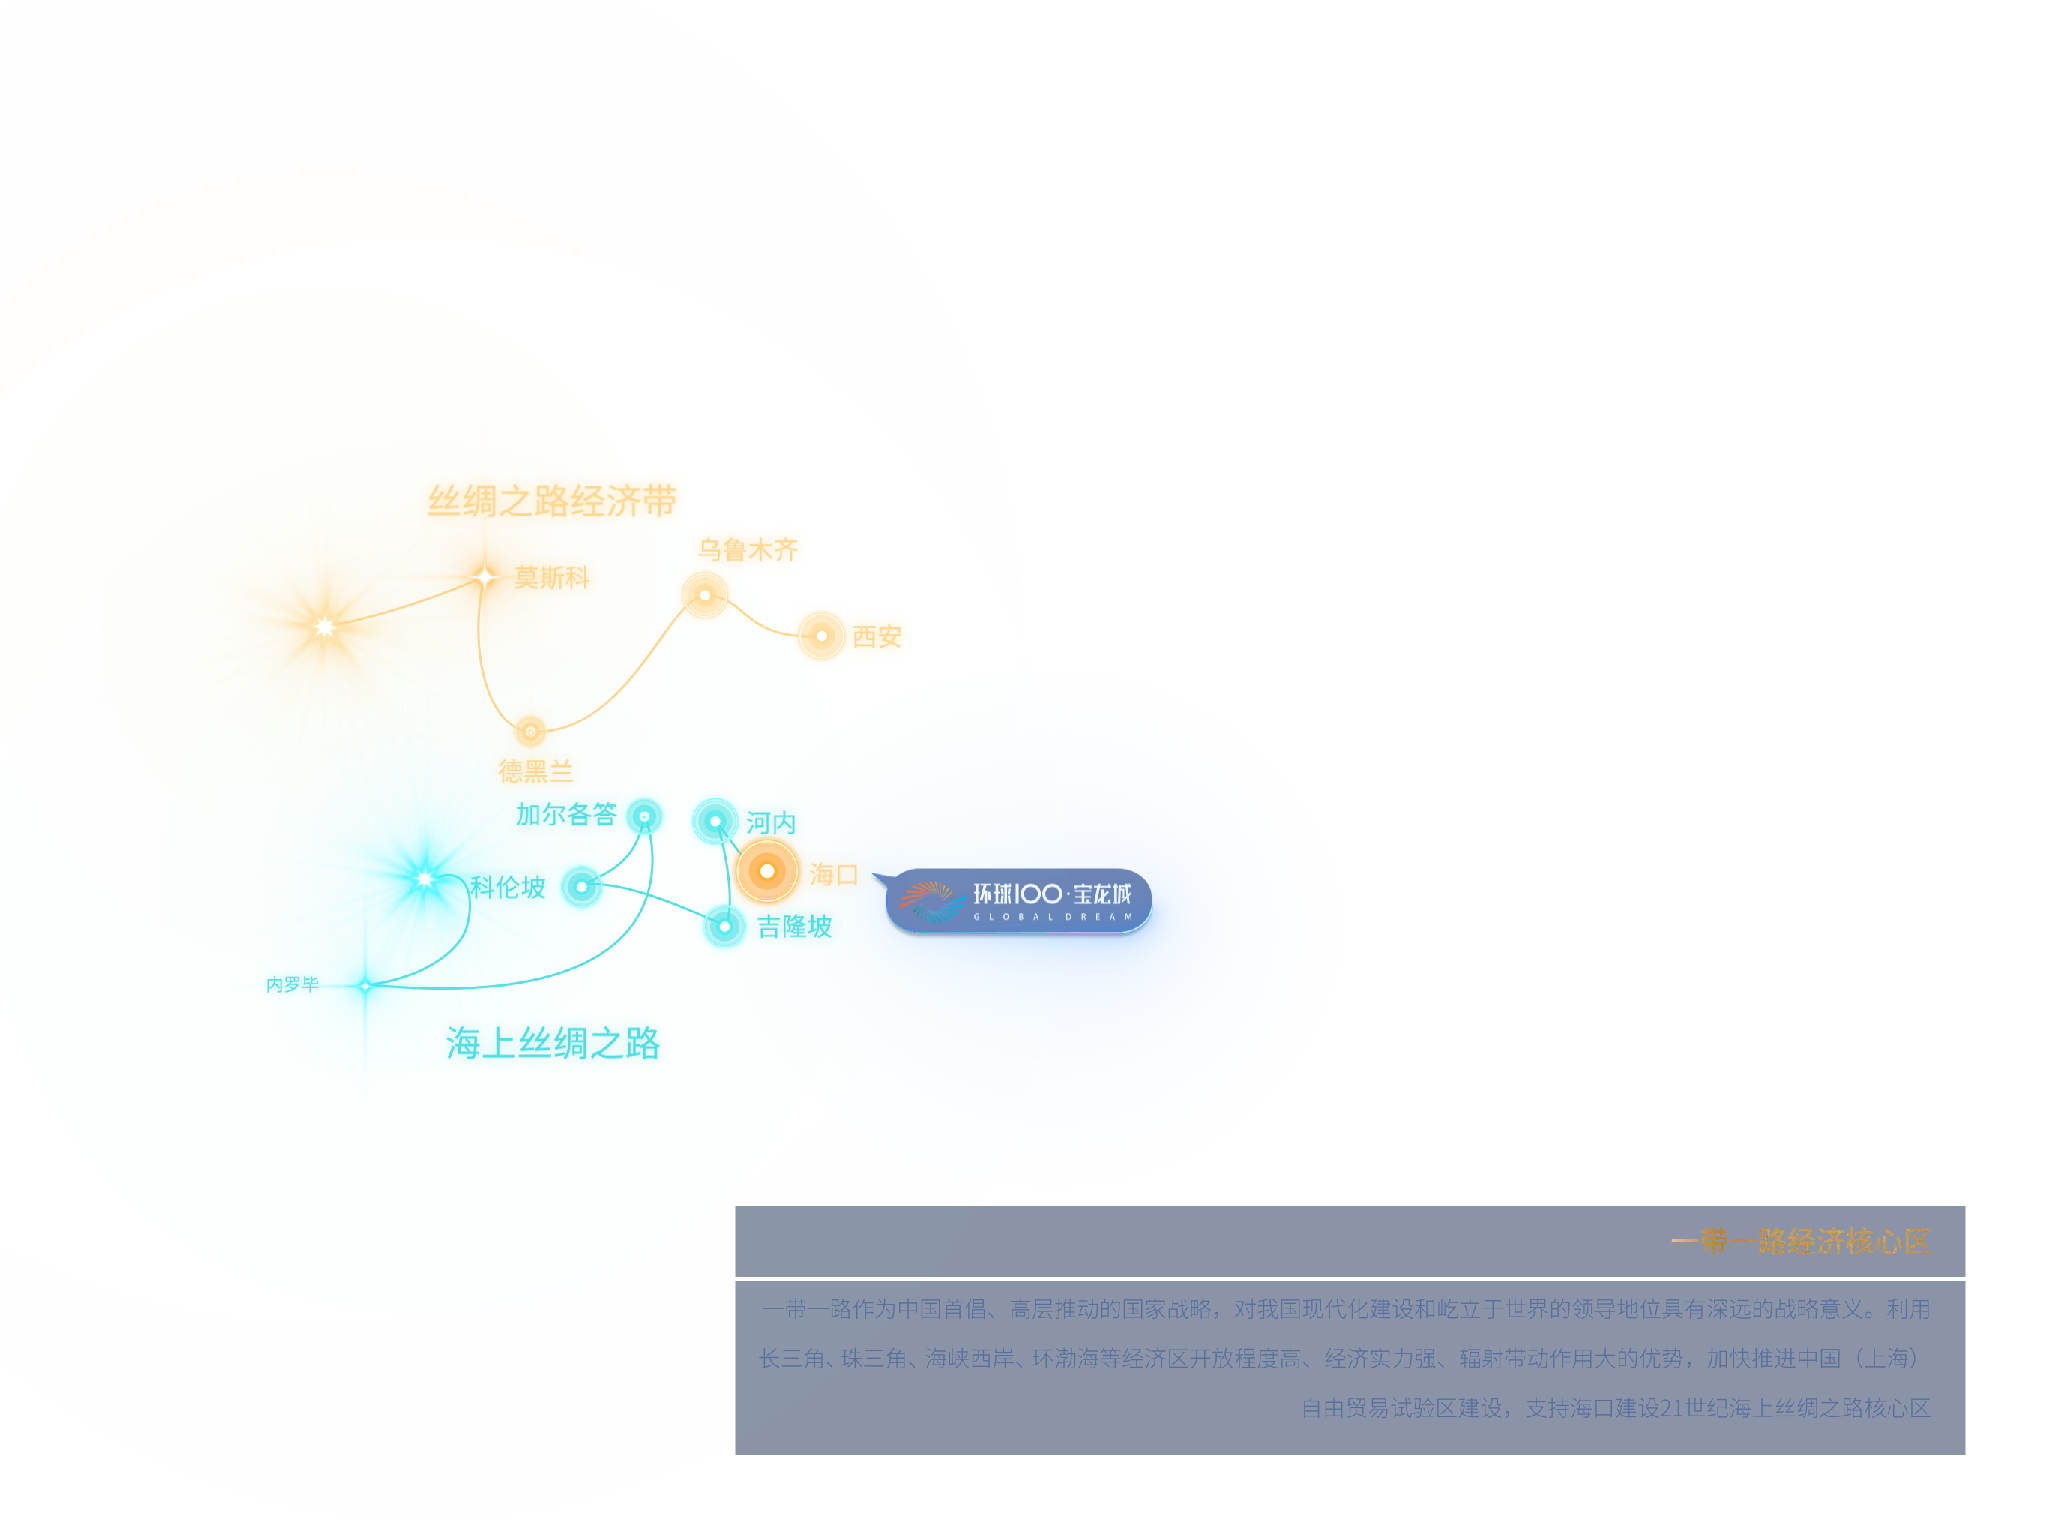 丝绸之路经济带
乌鲁木齐
莫斯科
西安
德黑兰
加尔各答
河内
海口
科伦坡
环球100·宝龙城
GLOBAL DREAM
吉隆坡
内罗毕
海上丝绸之路
一带一路经济核心区
一带一路作为中国首倡、高层推动的国家战略，对我国现代化建设和屹立于世界的领导地位具有深远的战略意义。利用
长三角、珠三角、海峡西岸、环渤海等经济区开放程度高、经济实力强、辐射带动作用大的优势，加快推进中国（上海）
自由贸易试验区建设，支持海口建设21世纪海上丝绸之路核心区